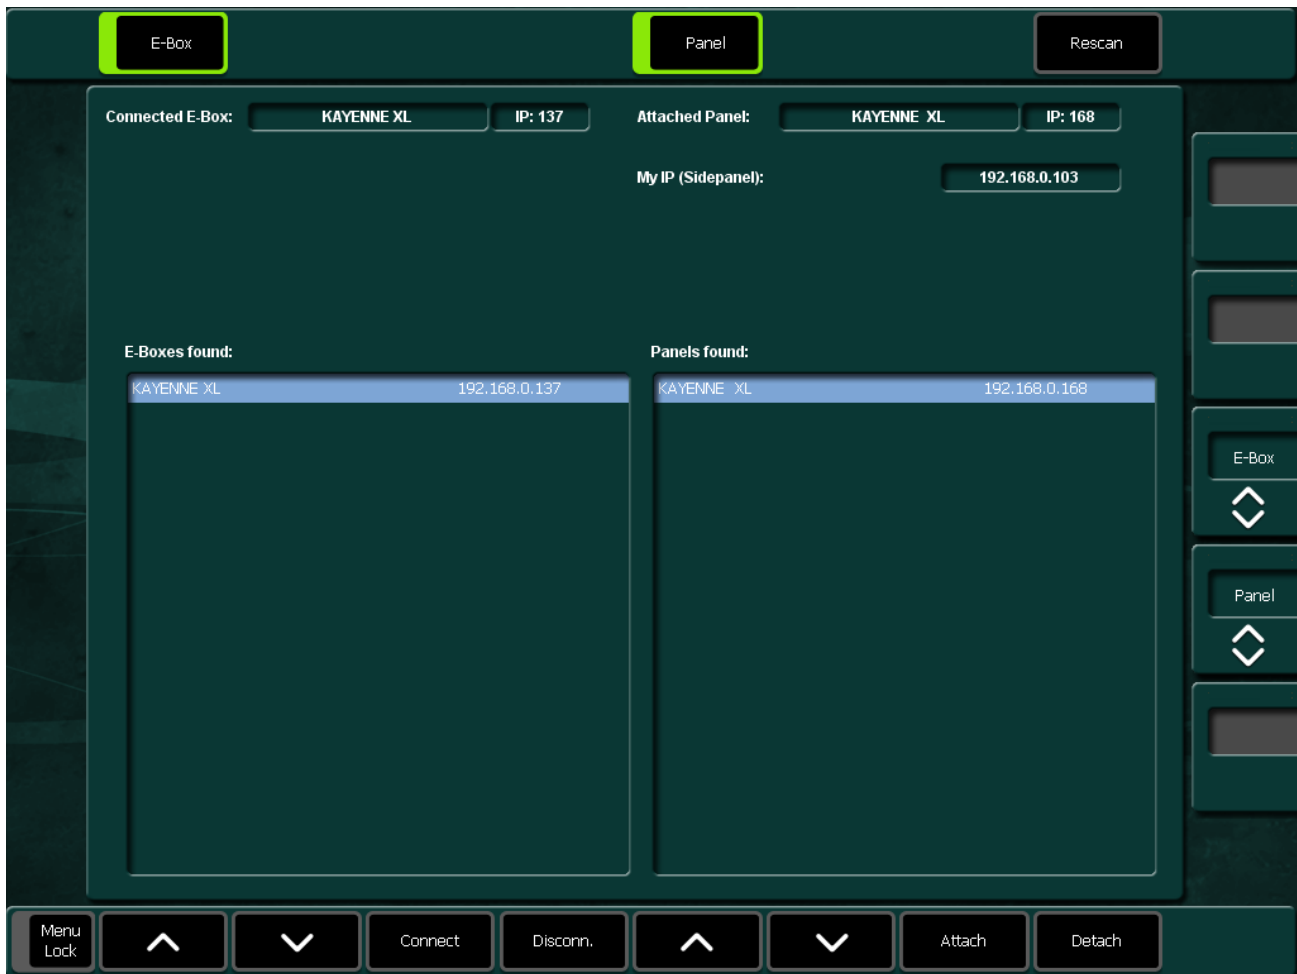 E-Box
Panel
Rescan
Connected E-Box: KAYENNE XL IP: 137
Attached Panel: KAYENNE  XL IP: 168
My IP (Sidepanel): 192.168.0.103
E-Boxes found:
KAYENNE XL 192.168.0.137
Panels found:
KAYENNE  XL 192.168.0.168
E-Box
Panel
Menu
Lock
Connect
Disconn.
Attach
Detach